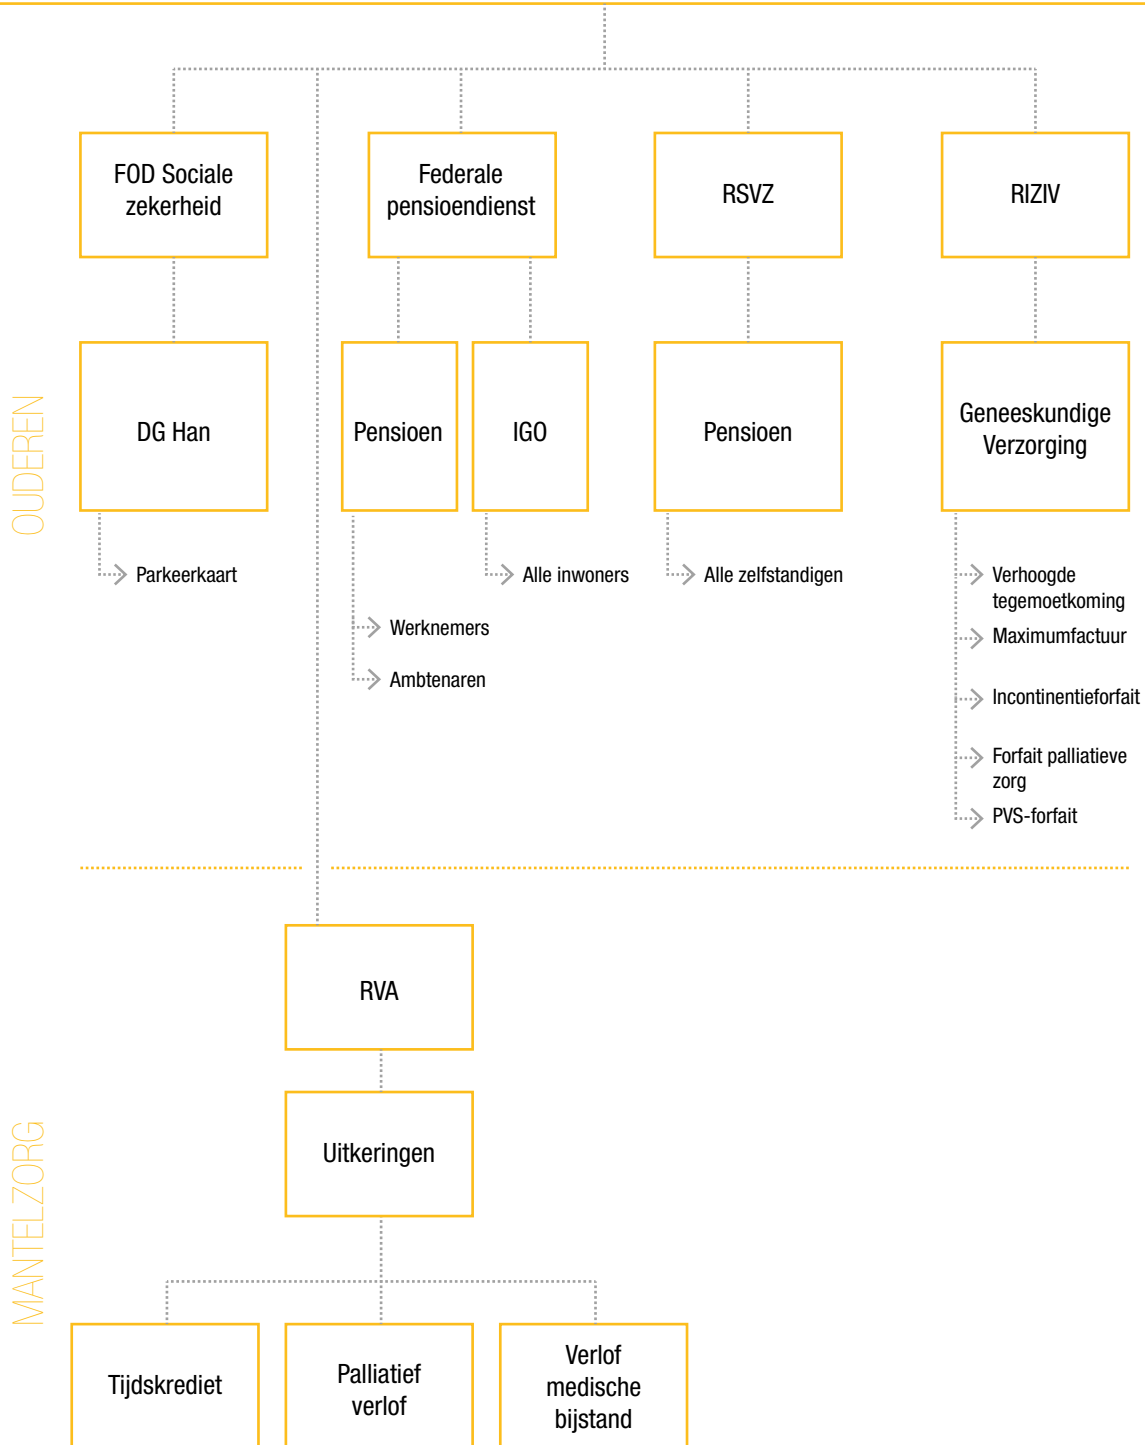 FOD Sociale
zekerheid
Federale
pensioendienst
RSVZ
RIZIV
OUDEREN
DG Han
Pensioen
IGO
Pensioen
Geneeskundige
Verzorging
Parkeerkaart
Werknemers
Ambtenaren
Alle inwoners
Alle zelfstandigen
Verhoogde
tegemoetkoming
Maximumfactuur
Incontinentieforfait
Forfait palliatieve
zorg
PVS-forfait
MANTELZORG
RVA
Uitkeringen
Tijdskrediet
Palliatief
verlof
Verlof
medische
bijstand